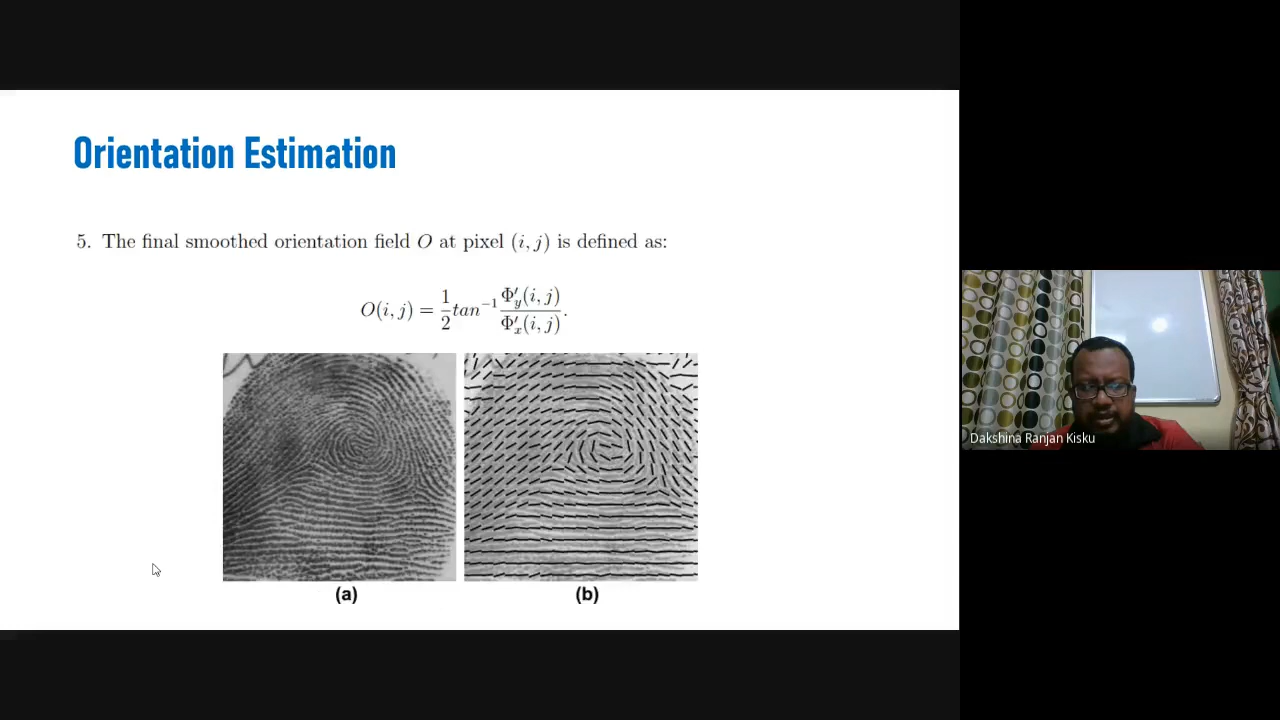 Orientation Estimation
5. The final smoothed orientation field O at pixel (i, j) is defined as:
O(i, j) = 1/2 tan⁻¹ Φ′y(i, j) / Φ′x(i, j).
(a) (b)
Dakshina Ranjan Kisku